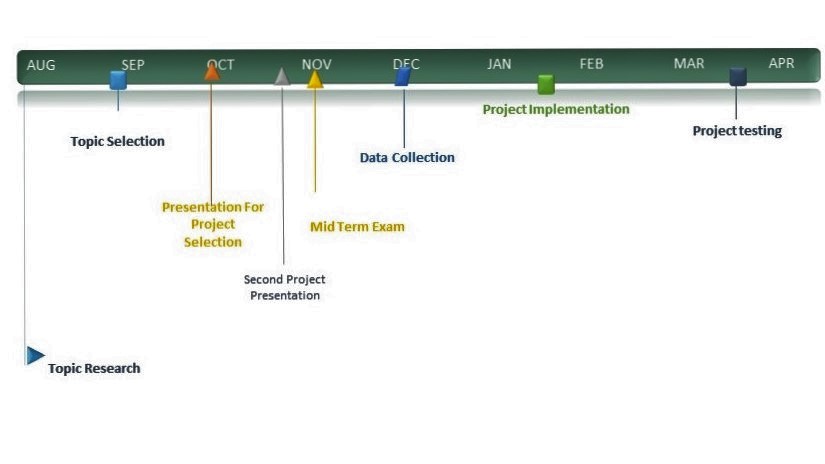 AUG SEP OCT NOV DEC JAN FEB MAR APR
Project Implementation
Project testing
Topic Selection
Data Collection
Presentation For
Project
Selection
Mid Term Exam
Second Project
Presentation
Topic Research